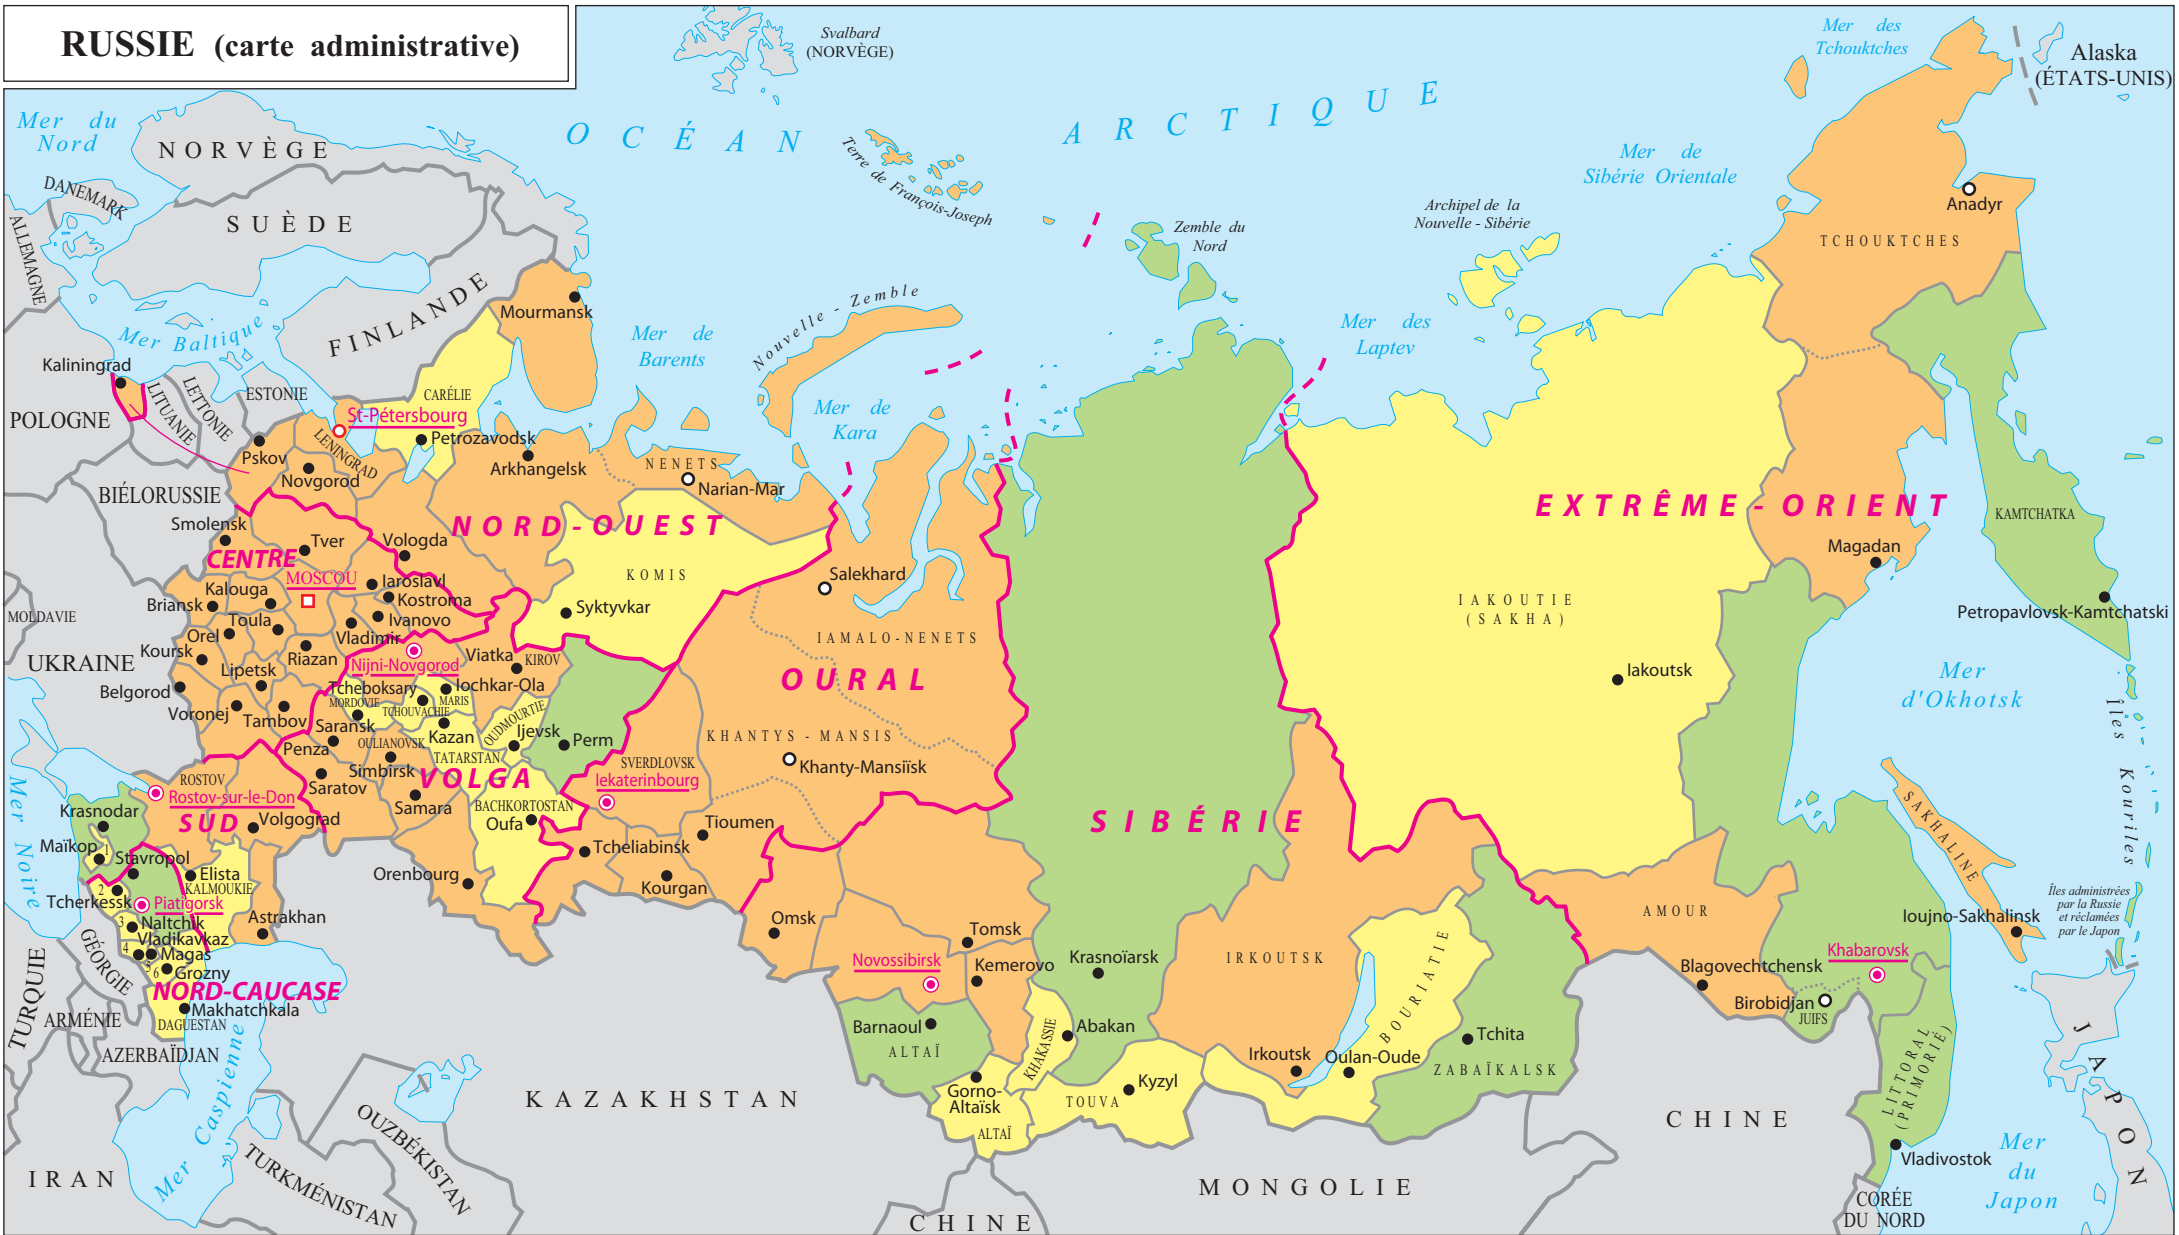 RUSSIE (carte administrative)
Svalbard
(NORVÈGE)
Mer des
Tchouktches
Alaska
(ÉTATS-UNIS)
Mer du
Nord
NORVÈGE
OCÉAN ARCTIQUE
Terre de François-Joseph
Mer de
Sibérie Orientale
DANEMARK
SUÈDE
ALLEMAGNE
Archipel de la
Nouvelle - Sibérie
Zemble du
Nord
Anadyr
TCHOUKTCHES
FINLANDE
Mer Baltique
Mourmansk
Mer de
Barents
Nouvelle - Zemble
Mer des
Laptev
Kaliningrad
POLOGNE
LITUANIE
LETTONIE
ESTONIE
CARÉLIE
St-Pétersbourg
LENINGRAD
Petrozavodsk
Mer de
Kara
Pskov
Novgorod
Arkhangelsk
NENETS
Narian-Mar
BIÉLORUSSIE
Smolensk
CENTRE
Tver
Vologda
NORD-OUEST
EXTRÊME-ORIENT
KAMTCHATKA
Magadan
MOSCOU
Iaroslavl
Kostroma
Kalouga
Briansk
Toula
Ivanovo
Vladimir
KOMIS
Syktyvkar
Salekhard
IAMALO-NENETS
IAKOUTIE
(SAKHA)
Iakoutsk
Petropavlovsk-Kamtchatski
MOLDAVIE
UKRAINE
Orel
Koursk
Riazan
Lipetsk
Belgorod
Voronej
Tambov
Nijni-Novgorod
Viatka
KIROV
Iochkar-Ola
Tcheboksary
MORDOVIE
MARIS
TCHOUVACHIE
Saransk
Kazan
OUDMOURTIE
Ijevsk
Perm
OURAL
KHANTYS - MANSIS
Khanty-Mansiïsk
Mer
d'Okhotsk
Îles Kouriles
Penza
OULIANOVSK
Simbirsk
TATARSTAN
VOLGA
Saratov
Samara
BACHKORTOSTAN
Oufa
SVERDLOVSK
Iekaterinbourg
Mer Noire
ROSTOV
Rostov-sur-le-Don
SUD
Volgograd
Krasnodar
Maïkop
1
Stavropol
Elista
KALMOUKIE
Tcherkessk
2
Piatigorsk
Astrakhan
3
Naltchik
4
Vladikavkaz
5
Magas
6
Grozny
NORD-CAUCASE
Makhatchkala
DAGUESTAN
Orenbourg
Tcheliabinsk
Tioumen
Kourgan
SIBÉRIE
Omsk
Tomsk
Novossibirsk
Kemerovo
Krasnoïarsk
Barnaoul
ALTAÏ
Gorno-
Altaïsk
ALTAÏ
KHAKASSIE
Abakan
TOUVA
Kyzyl
IRKOUTSK
Irkoutsk
BOURIATIE
Oulan-Oude
Tchita
ZABAÏKALSK
AMOUR
Blagovechtchensk
Birobidjan
JUIFS
Khabarovsk
SAKHALINE
Ioujno-Sakhalinsk
Îles administrées
par la Russie
et réclamées
par le Japon
LITTORAL
(PRIMORIÉ)
Vladivostok
TURQUIE
GÉORGIE
ARMÉNIE
AZERBAÏDJAN
IRAN
Mer Caspienne
TURKMÉNISTAN
OUZBÉKISTAN
KAZAKHSTAN
CHINE
MONGOLIE
CHINE
CORÉE
DU NORD
Mer
du
Japon
JAPON